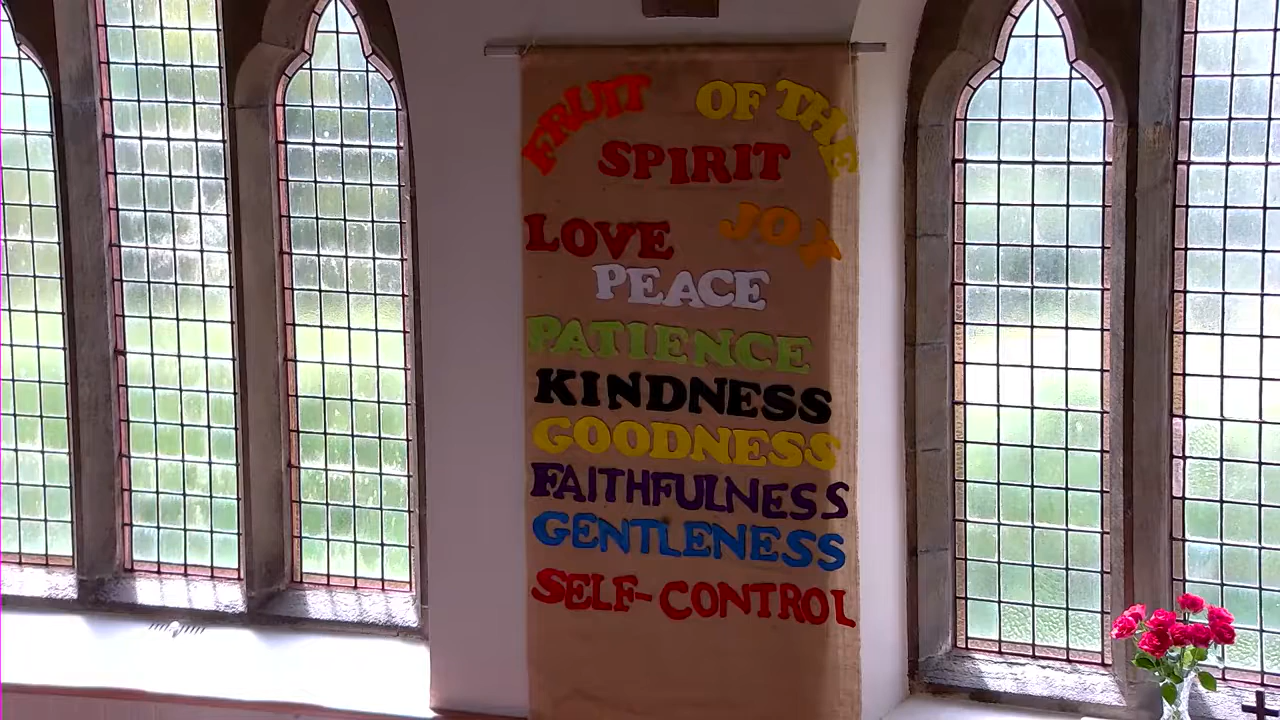 FRUIT OF THE
SPIRIT
LOVE JOY
PEACE
PATIENCE
KINDNESS
GOODNESS
FAITHFULNESS
GENTLENESS
SELF-CONTROL